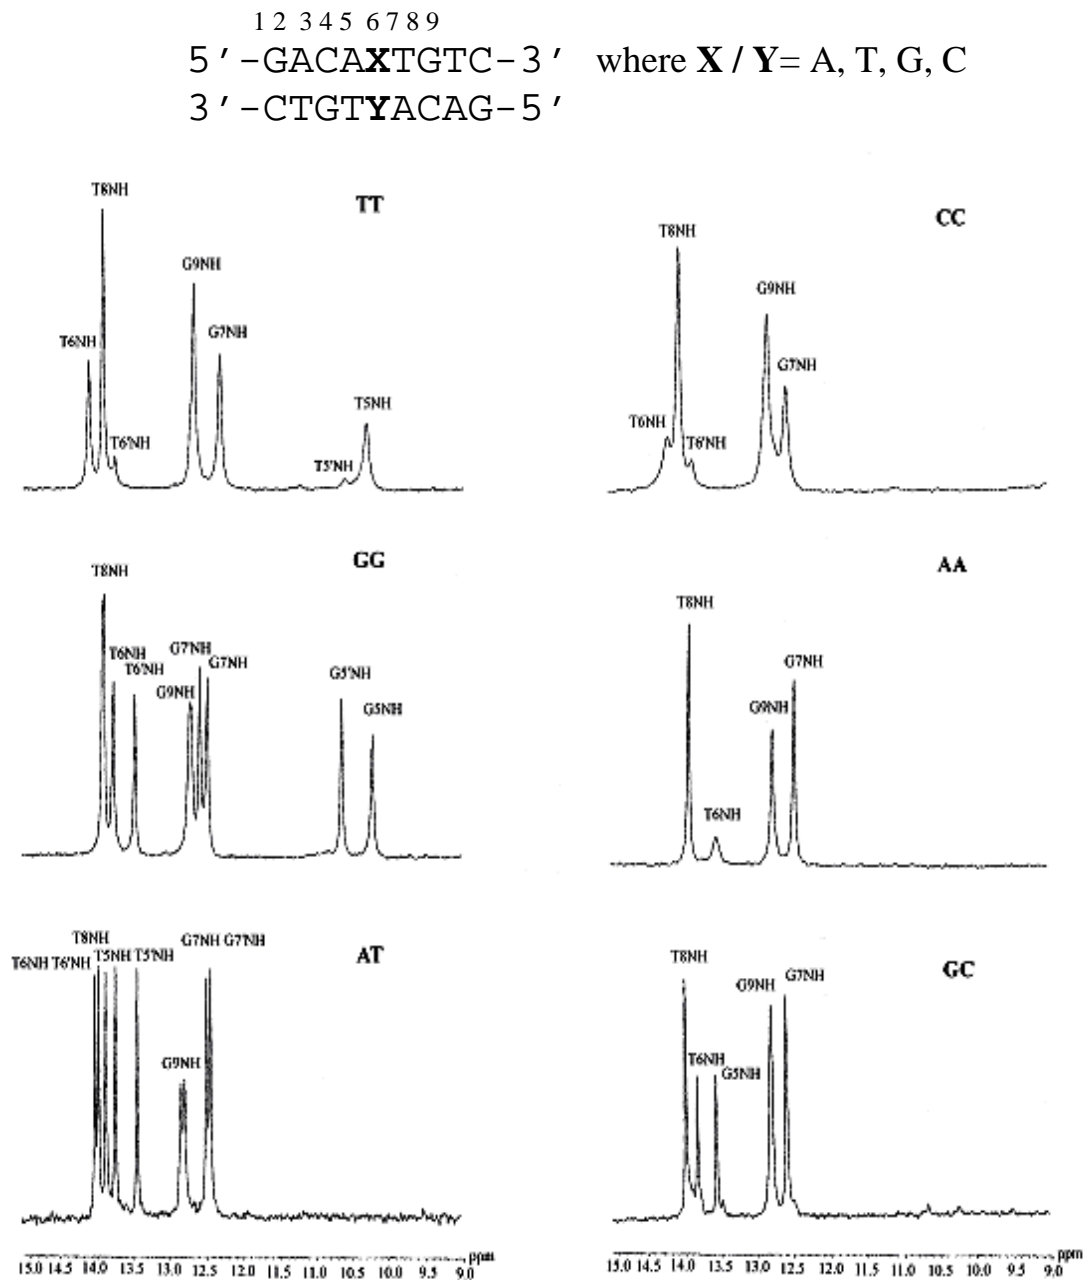 1 2 3 4 5 6 7 8 9
5'-GACAXTGTC-3' where X / Y= A, T, G, C
3'-CTGTYACAG-5'
TT
T8NH
G9NH
T6NH
G7NH
T6'NH
T5NH
T5'NH
CC
T8NH
G9NH
G7NH
T6NH
T6'NH
GG
T8NH
T6NH
T6'NH
G7'NH
G7NH
G9NH
G5'NH
G5NH
AA
T8NH
G7NH
G9NH
T6NH
AT
T8NH
G7NH G7'NH
T6NH T6'NH
T5NH T5'NH
G9NH
GC
T8NH
G9NH
G7NH
T6NH
G5NH
ppm
15.0 14.5 14.0 13.5 13.0 12.5 12.0 11.5 11.0 10.5 10.0 9.5 9.0
ppm
15.0 14.5 14.0 13.5 13.0 12.5 12.0 11.5 11.0 10.5 10.0 9.5 9.0